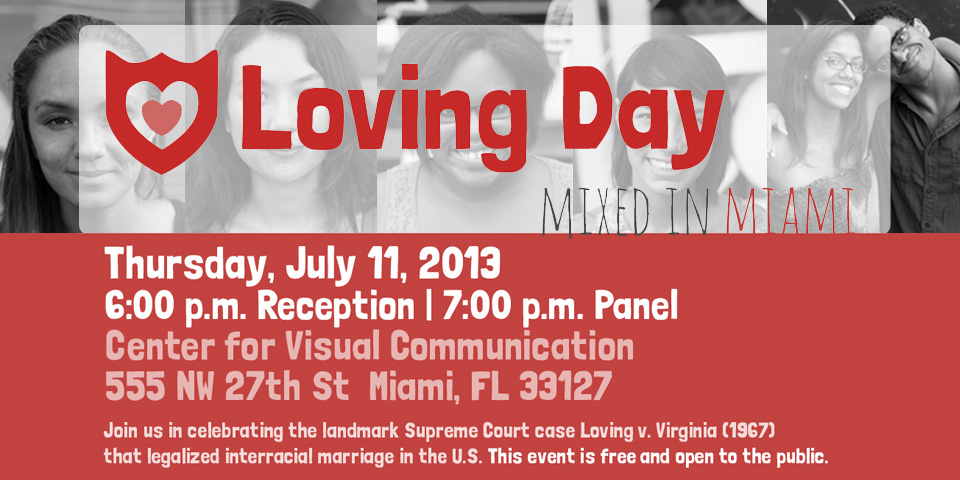 Loving Day
MIXED IN MIAMI
Thursday, July 11, 2013
6:00 p.m. Reception | 7:00 p.m. Panel
Center for Visual Communication
555 NW 27th St Miami, FL 33127
Join us in celebrating the landmark Supreme Court case Loving v. Virginia (1967)
that legalized interracial marriage in the U.S. This event is free and open to the public.